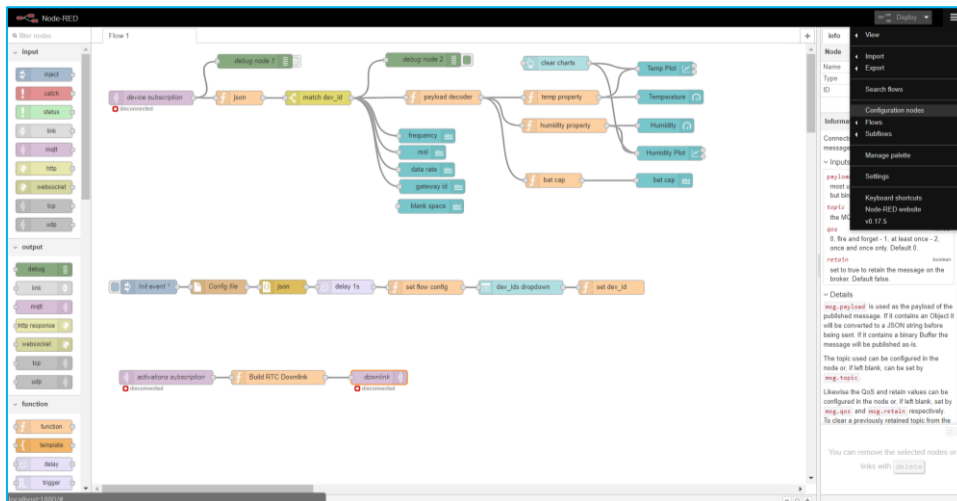 Node-RED
Deploy
filter nodes
input
inject
catch
status
link
mqtt
http
websocket
tcp
udp
output
debug
link
mqtt
http response
websocket
tcp
udp
function
function
template
delay
trigger
localhost:1880/#
Flow 1
debug node 1
debug node 2
clear charts
Temp Plot
device subscription
disconnected
json
match dev_id
payload decoder
temp property
Temperature
humidity property
Humidity
frequency
rssi
Humidity Plot
data rate
gateway id
bat cap
bat cap
blank space
Init event *
Config file
json
delay 1s
set flow config
dev_ids dropdown
set dev_id
activations subscription
disconnected
Build RTC Downlink
downlink
disconnected
info
Node
Name
Type
ID
View
Import
Export
Search flows
Configuration nodes
Flows
Subflows
Manage palette
Settings
Keyboard shortcuts
Node-RED website
v0.17.5
Informat
Connects
message
Inputs
payload
most u
but bin
topic
the MQ
qos
0, fire and forget - 1, at least once - 2,
once and once only. Default 0.
retain boolean
set to true to retain the message on the
broker. Default false.
Details
msg.payload is used as the payload of the
published message. If it contains an Object it
will be converted to a JSON string before
being sent. If it contains a binary Buffer the
message will be published as-is.
The topic used can be configured in the
node or, if left blank, can be set by
msg.topic.
Likewise the QoS and retain values can be
configured in the node or, if left blank, set by
msg.qos and msg.retain respectively.
To clear a previously retained topic from the
You can remove the selected nodes or
links with delete